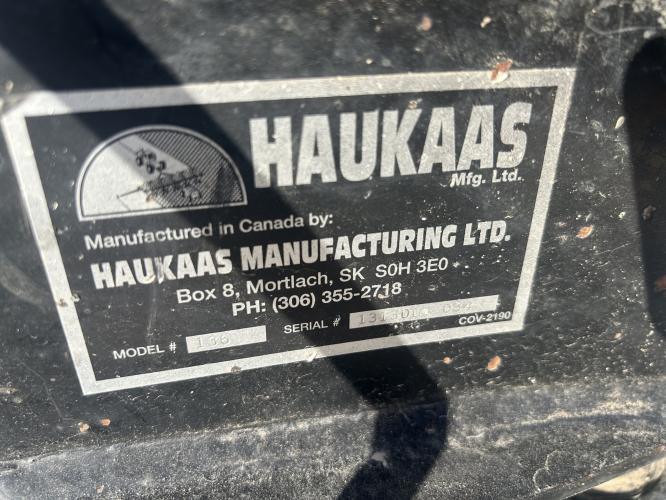 HAUKAAS
Mfg. Ltd.
Manufactured in Canada by:
HAUKAAS MANUFACTURING LTD.
Box 8, Mortlach, SK S0H 3E0
PH: (306) 355-2718
MODEL # 136 SERIAL #
COV-2190